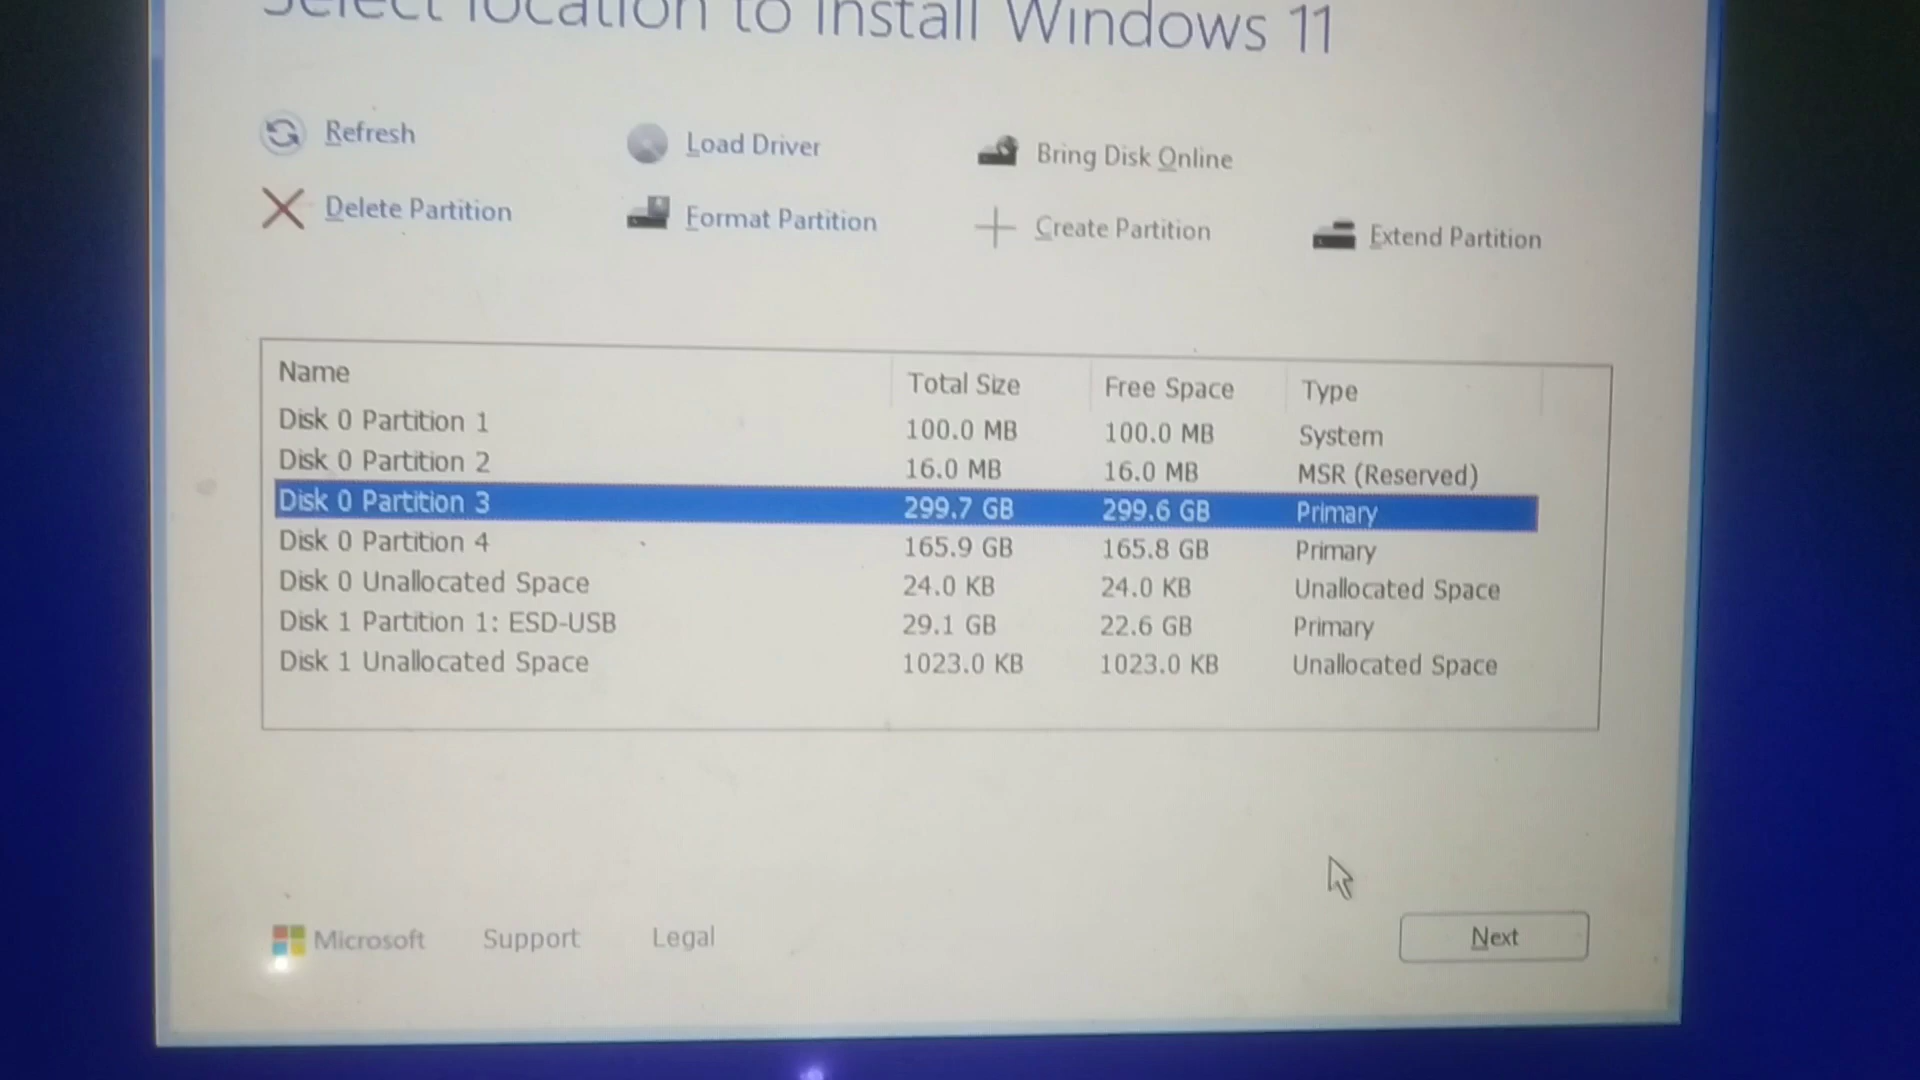 Select location to install Windows 11
Refresh
Load Driver
Bring Disk Online
Delete Partition
Format Partition
Create Partition
Extend Partition
Name Total Size Free Space Type
Disk 0 Partition 1 100.0 MB 100.0 MB System
Disk 0 Partition 2 16.0 MB 16.0 MB MSR (Reserved)
Disk 0 Partition 3 299.7 GB 299.6 GB Primary
Disk 0 Partition 4 165.9 GB 165.8 GB Primary
Disk 0 Unallocated Space 24.0 KB 24.0 KB Unallocated Space
Disk 1 Partition 1: ESD-USB 29.1 GB 22.6 GB Primary
Disk 1 Unallocated Space 1023.0 KB 1023.0 KB Unallocated Space
Microsoft Support Legal
Next